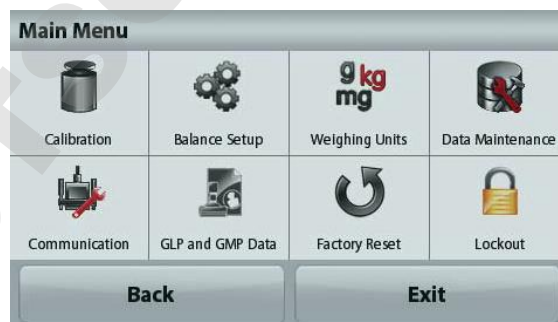 Main Menu
g kg
mg
Calibration
Balance Setup
Weighing Units
Data Maintenance
Communication
GLP and GMP Data
Factory Reset
Lockout
Back
Exit